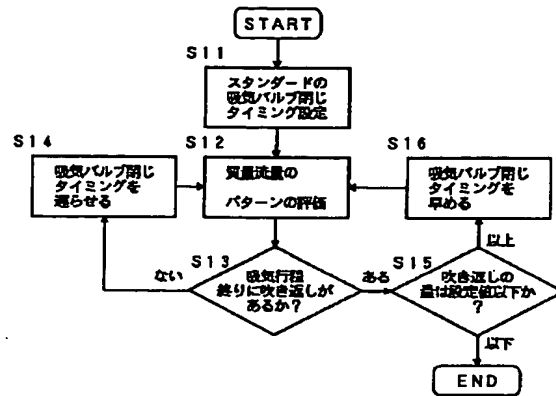 START
S11
スタンダードの
吸気バルブ閉じ
タイミング設定
S14
S12
S16
吸気バルブ閉じ
タイミングを
遅らせる
質量流量の
パターンの評価
吸気バルブ閉じ
タイミングを
早める
以上
S13
S15
ない
吸気行程
終りに吹き返しが
あるか?
ある
吹き返しの
量は設定値以下か
?
以下
END